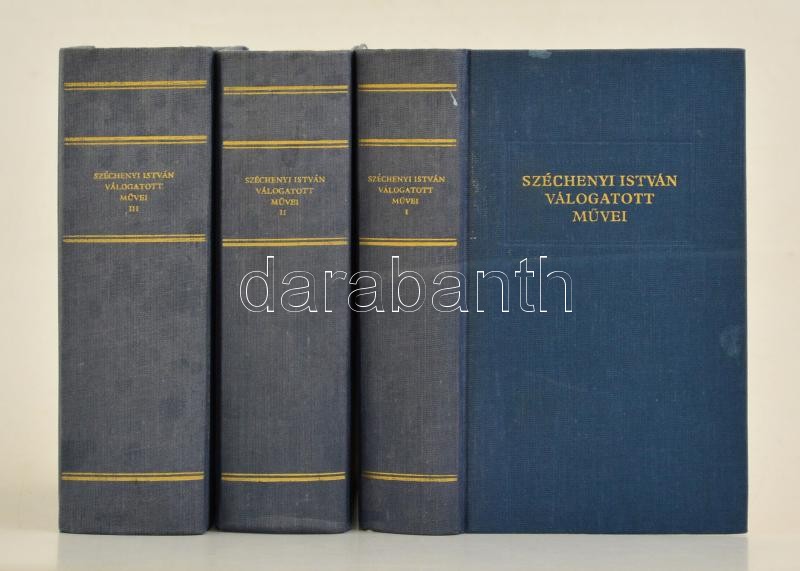 SZÉCHENYI ISTVÁN
VÁLOGATOTT
MŰVEI
III
SZÉCHENYI ISTVÁN
VÁLOGATOTT
MŰVEI
II
SZÉCHENYI ISTVÁN
VÁLOGATOTT
MŰVEI
I
SZÉCHENYI ISTVÁN
VÁLOGATOTT
MŰVEI
darabanth